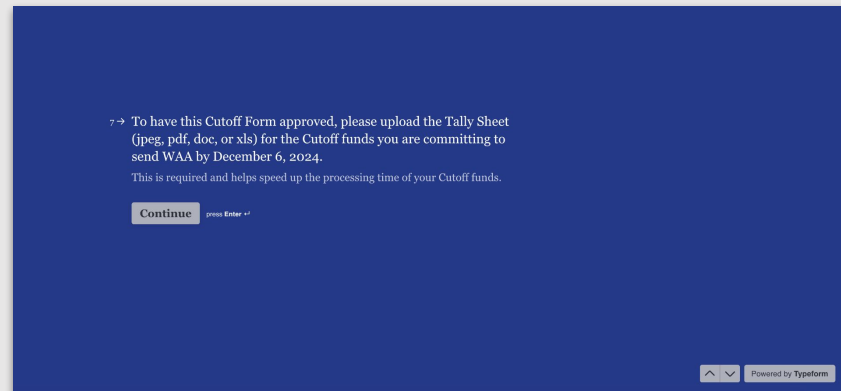 7→ To have this Cutoff Form approved, please upload the Tally Sheet
(jpeg, pdf, doc, or xls) for the Cutoff funds you are committing to
send WAA by December 6, 2024.
This is required and helps speed up the processing time of your Cutoff funds.
Continue press Enter ↵
Powered by Typeform